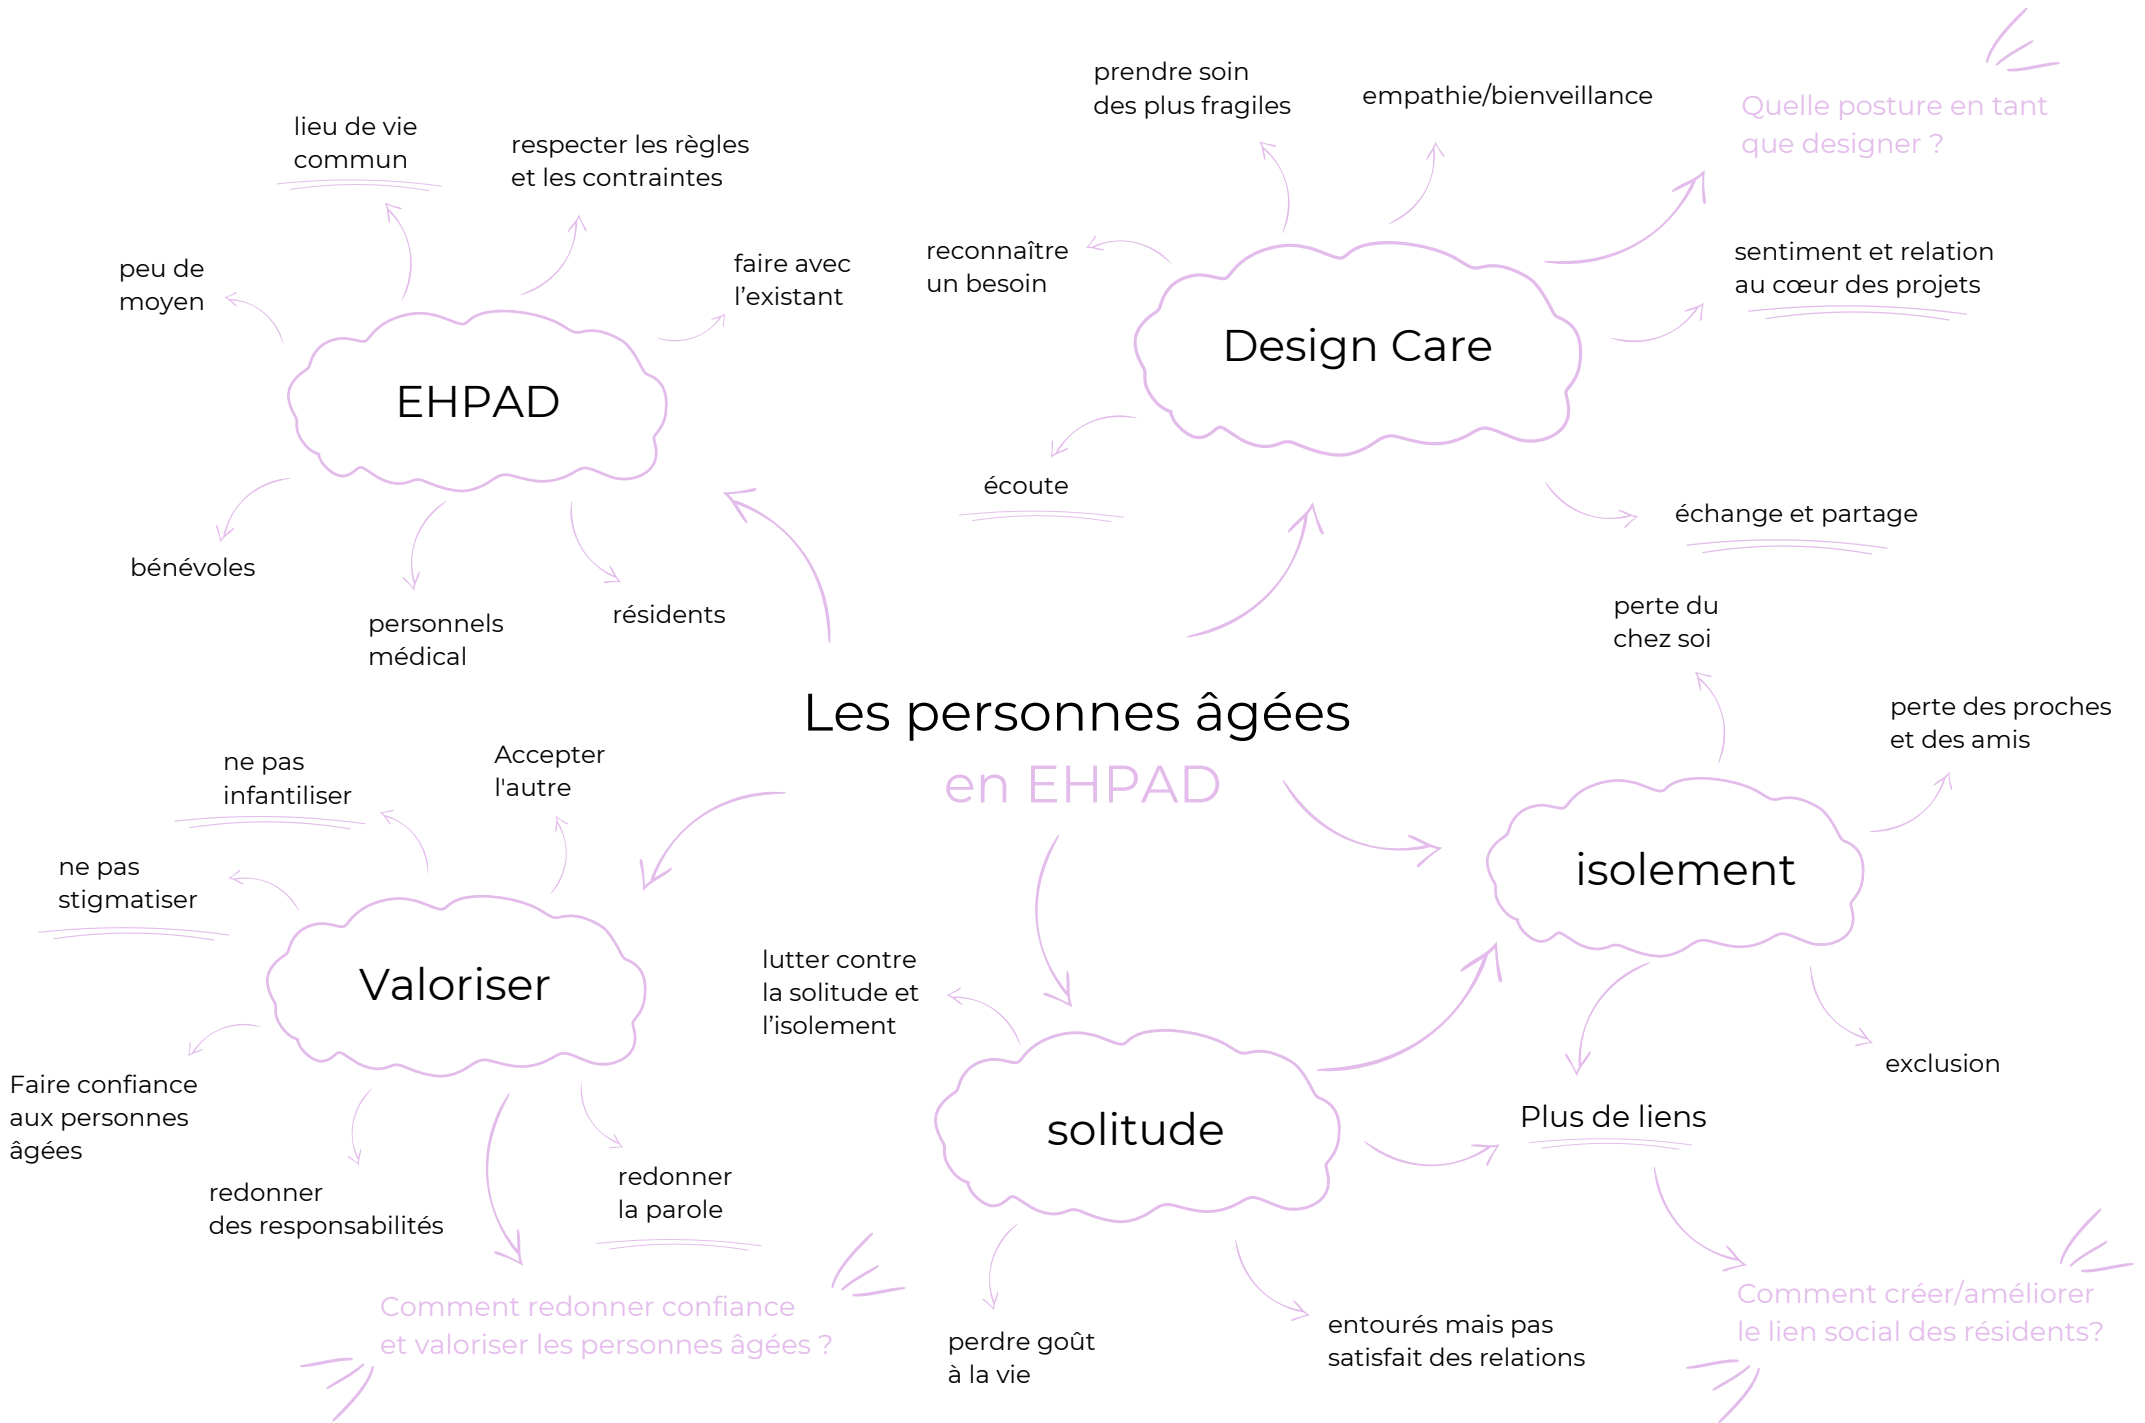 Les personnes âgées
en EHPAD
EHPAD
peu de
moyen
lieu de vie
commun
respecter les règles
et les contraintes
faire avec
l’existant
bénévoles
personnels
médical
résidents
Design Care
reconnaître
un besoin
prendre soin
des plus fragiles
empathie/bienveillance
Quelle posture en tant
que designer ?
sentiment et relation
au cœur des projets
écoute
échange et partage
isolement
perte du
chez soi
perte des proches
et des amis
exclusion
Plus de liens
Comment créer/améliorer
le lien social des résidents?
solitude
lutter contre
la solitude et
l’isolement
perdre goût
à la vie
entourés mais pas
satisfait des relations
Valoriser
ne pas
infantiliser
Accepter
l'autre
ne pas
stigmatiser
Faire confiance
aux personnes
âgées
redonner
des responsabilités
redonner
la parole
Comment redonner confiance
et valoriser les personnes âgées ?